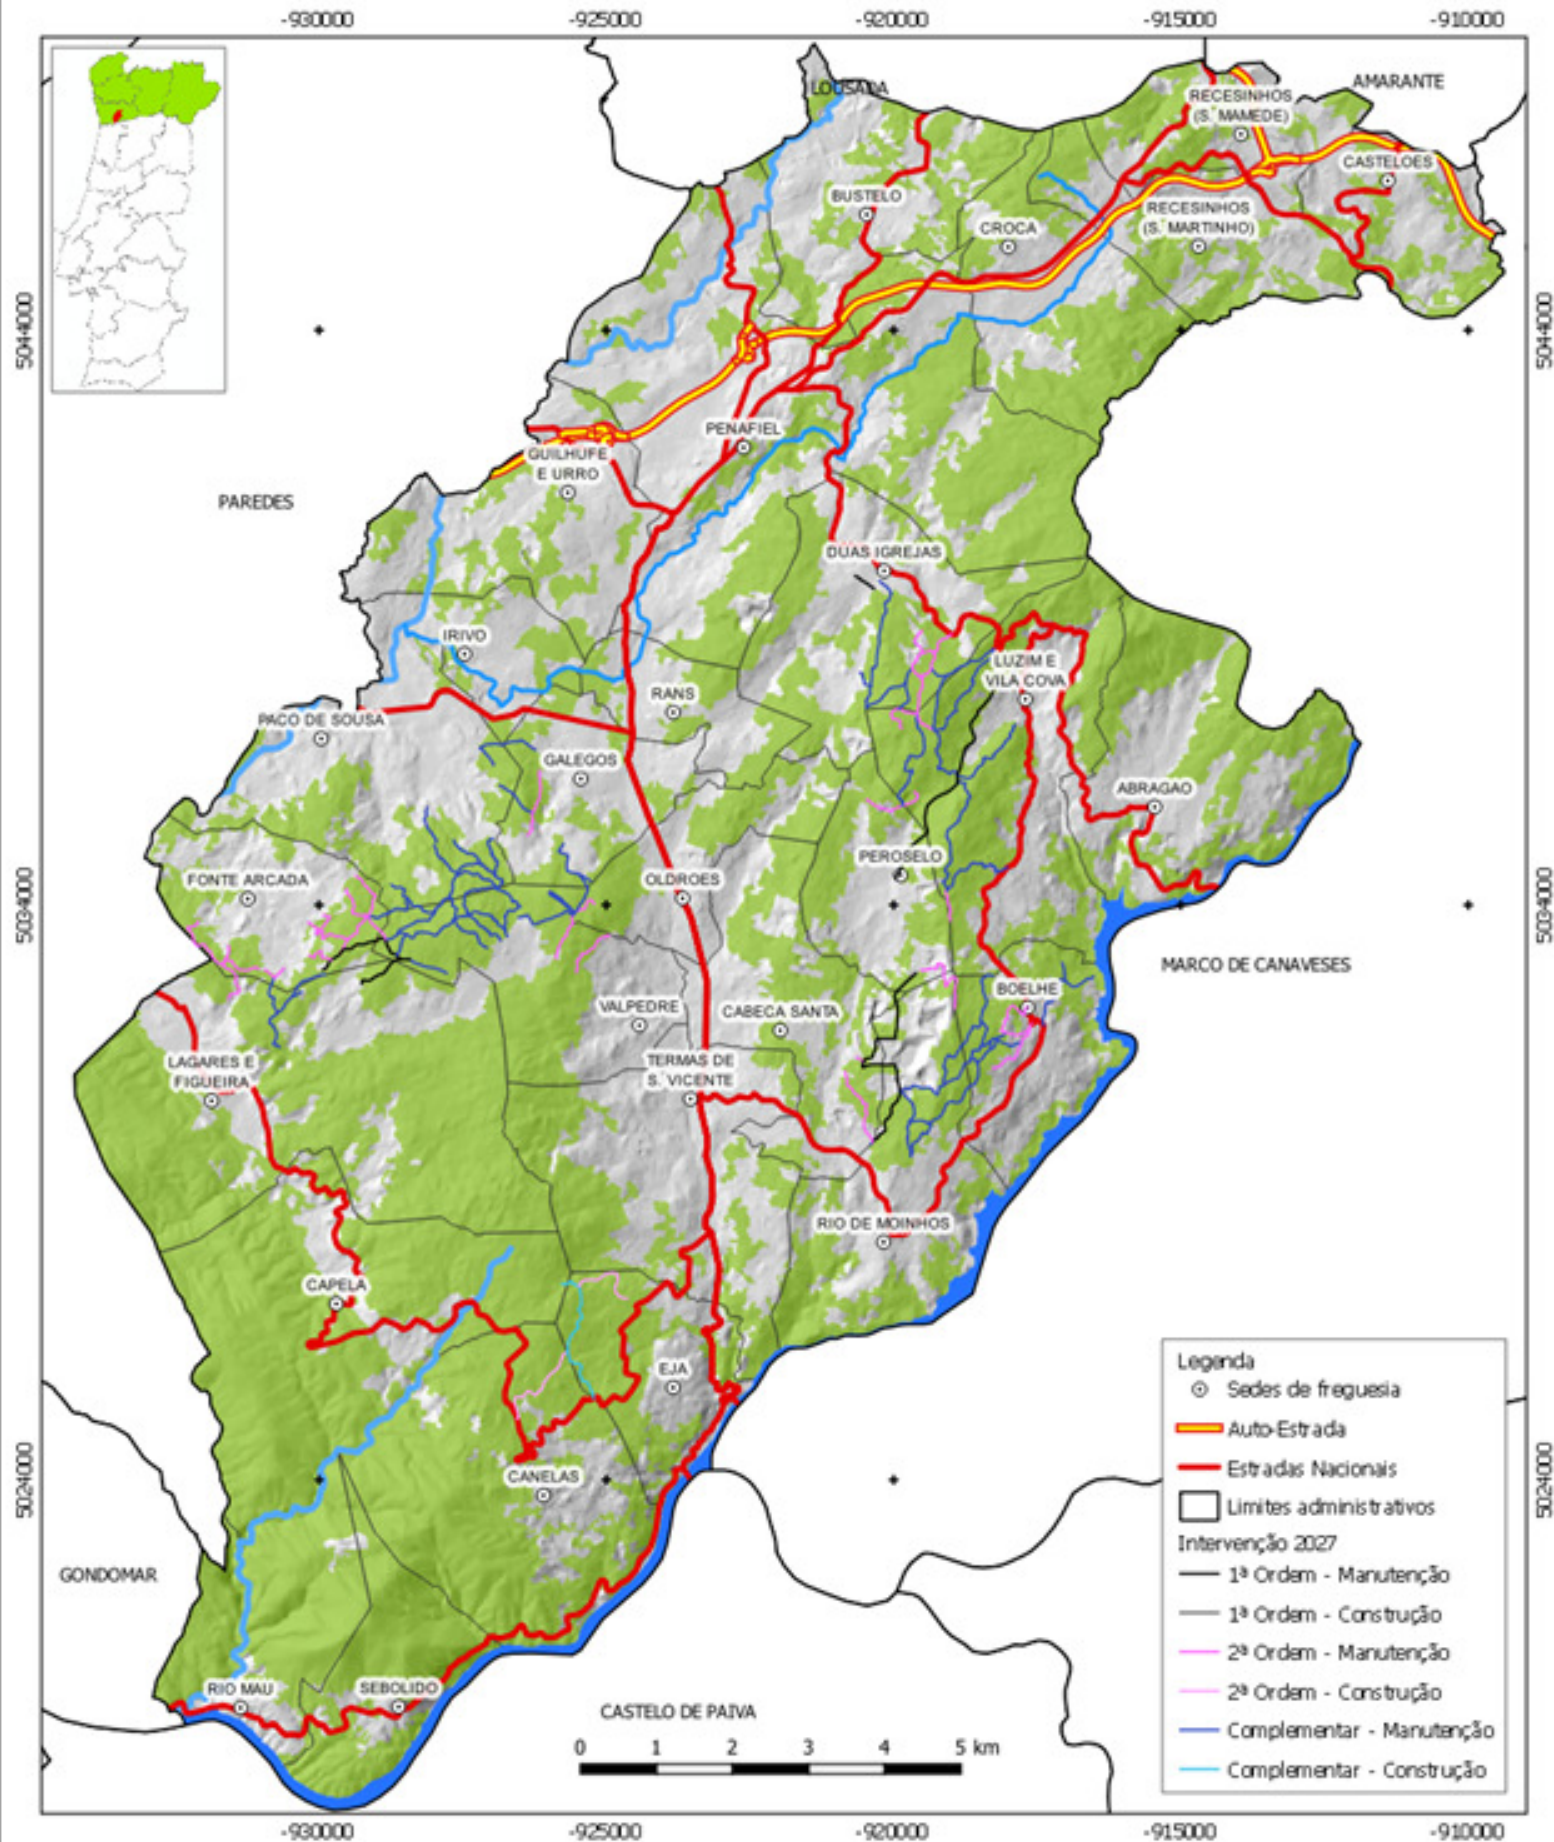 -930000
-925000
-920000
-915000
-910000
LOUSADA
AMARANTE
RECESINHOS
(S. MAMEDE)
CASTELOES
BUSTELO
CROCA
RECESINHOS
(S. MARTINHO)
5044000
5044000
PENAFIEL
GUILHUFE
E URRO
PAREDES
DUAS IGREJAS
IRIVO
LUZIM E
VILA COVA
RANS
PACO DE SOUSA
GALEGOS
ABRAGAO
PEROSELO
FONTE ARCADA
OLDROES
5034000
5034000
MARCO DE CANAVESES
BOELHE
VALPEDRE
CABECA SANTA
LAGARES E
FIGUEIRA
TERMAS DE
S. VICENTE
RIO DE MOINHOS
CAPELA
EJA
CANELAS
5024000
5024000
GONDOMAR
RIO MAU
SEBOLIDO
CASTELO DE PAIVA
0 1 2 3 4 5 km
Legenda
Sedes de freguesia
Auto-Estrada
Estradas Nacionais
Limites administrativos
Intervenção 2027
1ª Ordem - Manutenção
1ª Ordem - Construção
2ª Ordem - Manutenção
2ª Ordem - Construção
Complementar - Manutenção
Complementar - Construção
-930000
-925000
-920000
-915000
-910000